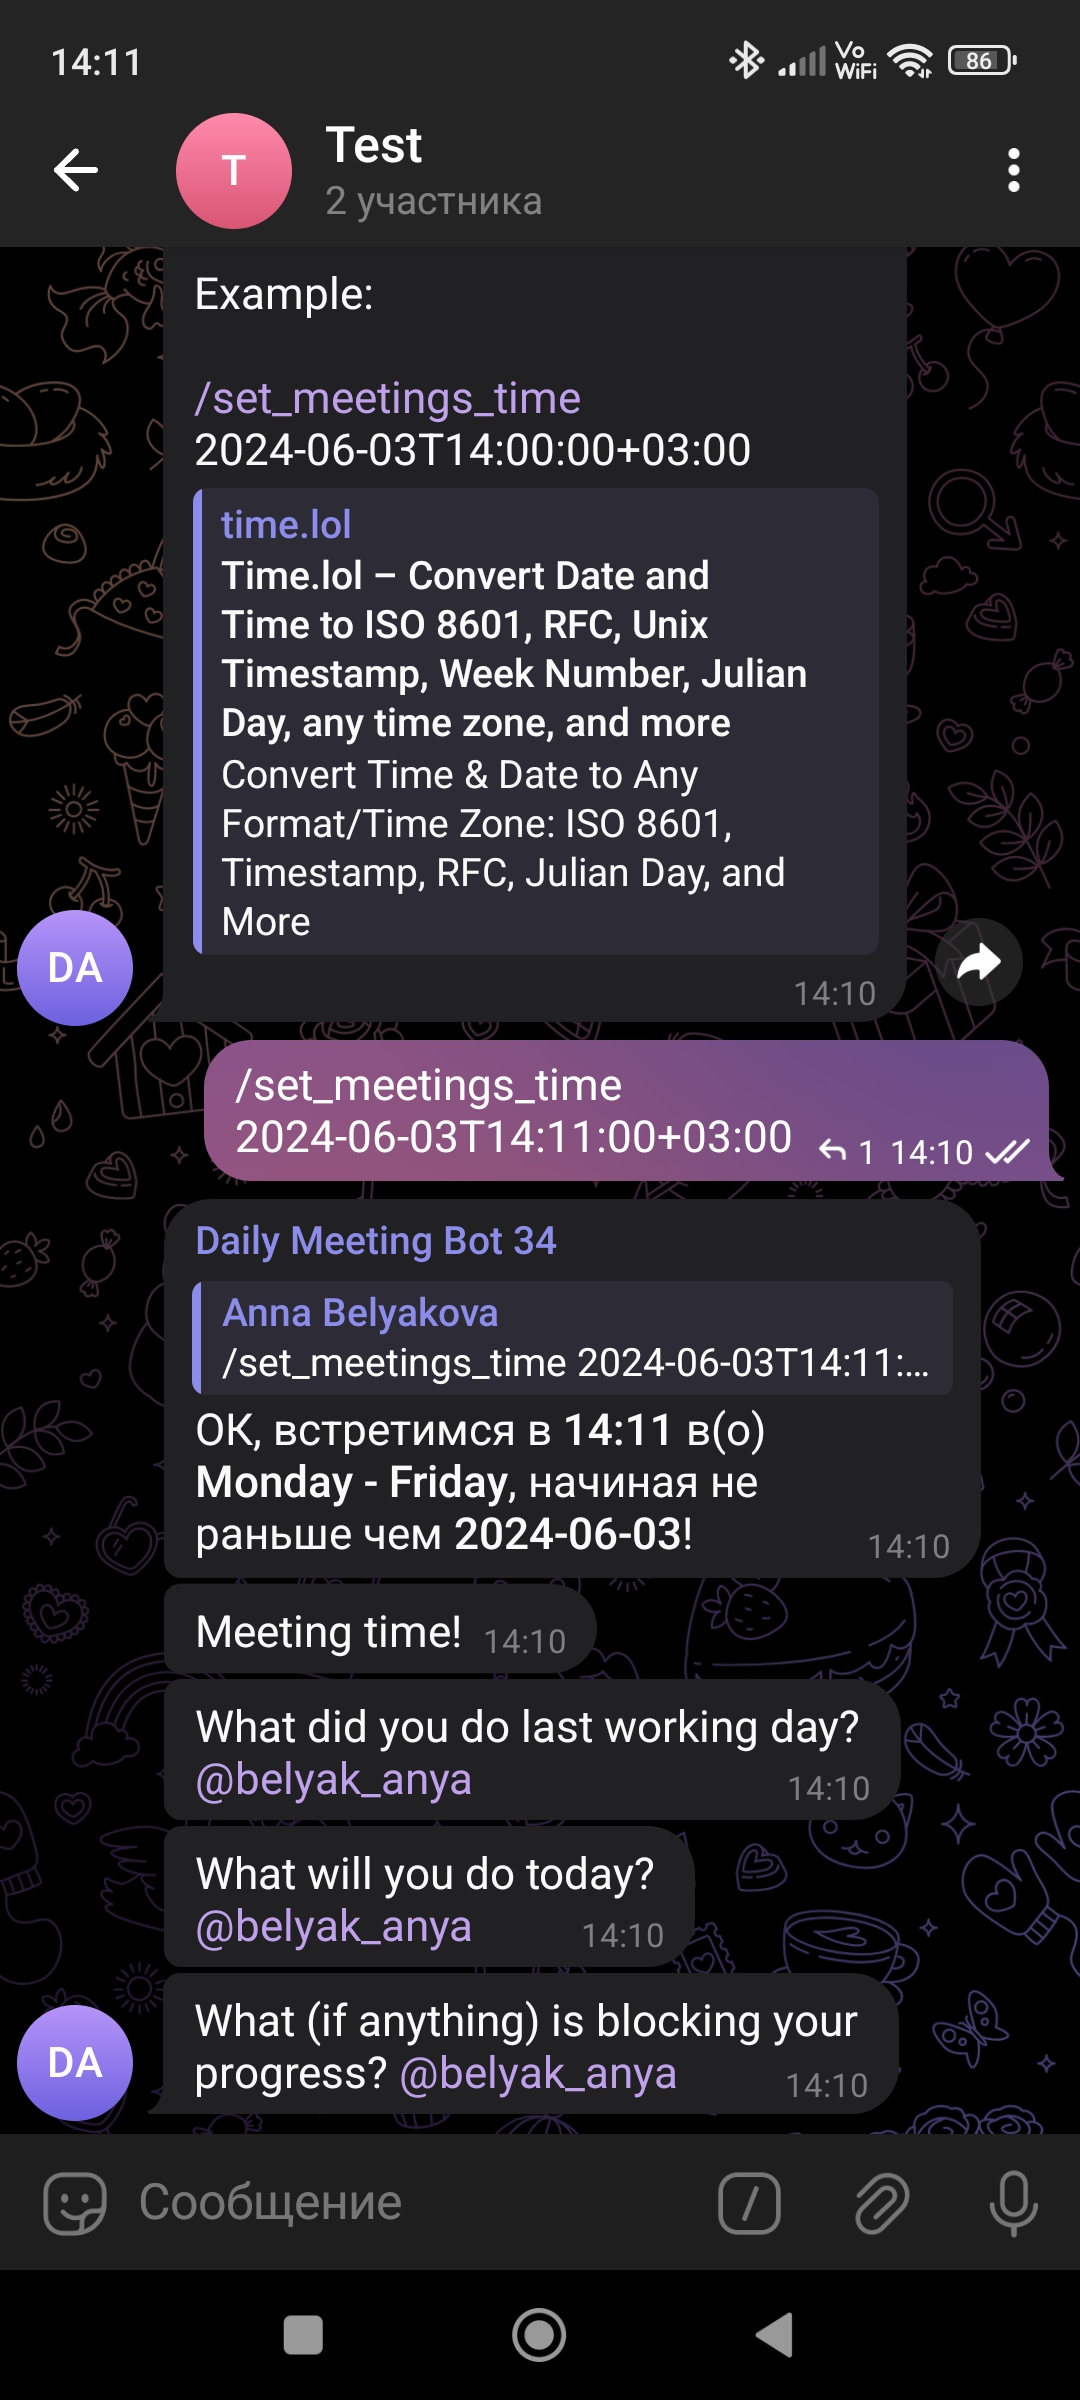 14:11
Vo
WiFi
86
T
Test
2 участника
Example:
/set_meetings_time
2024-06-03T14:00:00+03:00
time.lol
Time.lol – Convert Date and
Time to ISO 8601, RFC, Unix
Timestamp, Week Number, Julian
Day, any time zone, and more
Convert Time & Date to Any
Format/Time Zone: ISO 8601,
Timestamp, RFC, Julian Day, and
More
DA
14:10
/set_meetings_time
2024-06-03T14:11:00+03:00
1 14:10
Daily Meeting Bot 34
Anna Belyakova
/set_meetings_time 2024-06-03T14:11:...
ОК, встретимся в 14:11 в(о)
Monday - Friday, начиная не
раньше чем 2024-06-03!
14:10
Meeting time! 14:10
What did you do last working day?
@belyak_anya 14:10
What will you do today?
@belyak_anya 14:10
What (if anything) is blocking your
progress? @belyak_anya 14:10
DA
Сообщение